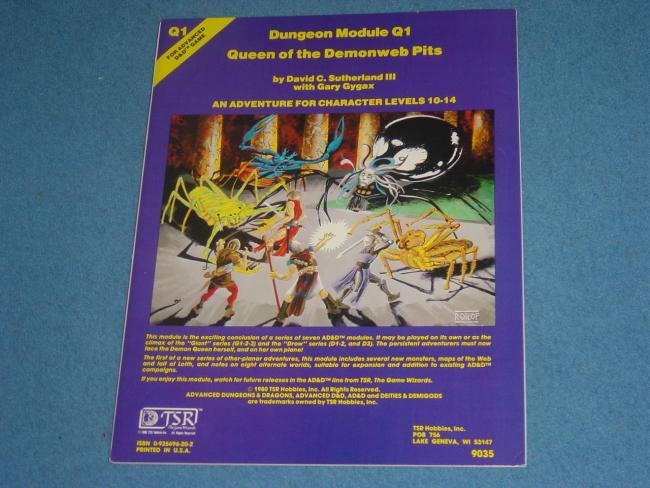 Q1
FOR ADVANCED
D&D™ GAME
Dungeon Module Q1
Queen of the Demonweb Pits
by David C. Sutherland III
with Gary Gygax
AN ADVENTURE FOR CHARACTER LEVELS 10-14
ROSLOF
This module is the exciting conclusion of a series of seven AD&D™ modules. It may be played on its own or as the
climax of the "Giant" series (G1-2-3) and the "Drow" series (D1-2, and D3). The persistent adventurers must now
face the Demon Queen herself, and on her own plane!
The first of a new series of other-planar adventures, this module includes several new monsters, maps of the Web
and lair of Lolth, and notes on eight alternate worlds, suitable for expansion and addition to existing AD&D™
campaigns.
If you enjoy this module, watch for future releases in the AD&D™ line from TSR, The Game Wizards.
© 1980 TSR Hobbies, Inc. All Rights Reserved.
ADVANCED DUNGEONS & DRAGONS, ADVANCED D&D, AD&D and DEITIES & DEMIGODS
are trademarks owned by TSR Hobbies, Inc.
TSR
The Game Wizards
ISBN 0-935696-20-2
PRINTED IN U.S.A.
TSR Hobbies, Inc.
POB 756
LAKE GENEVA, WI 53147
9035